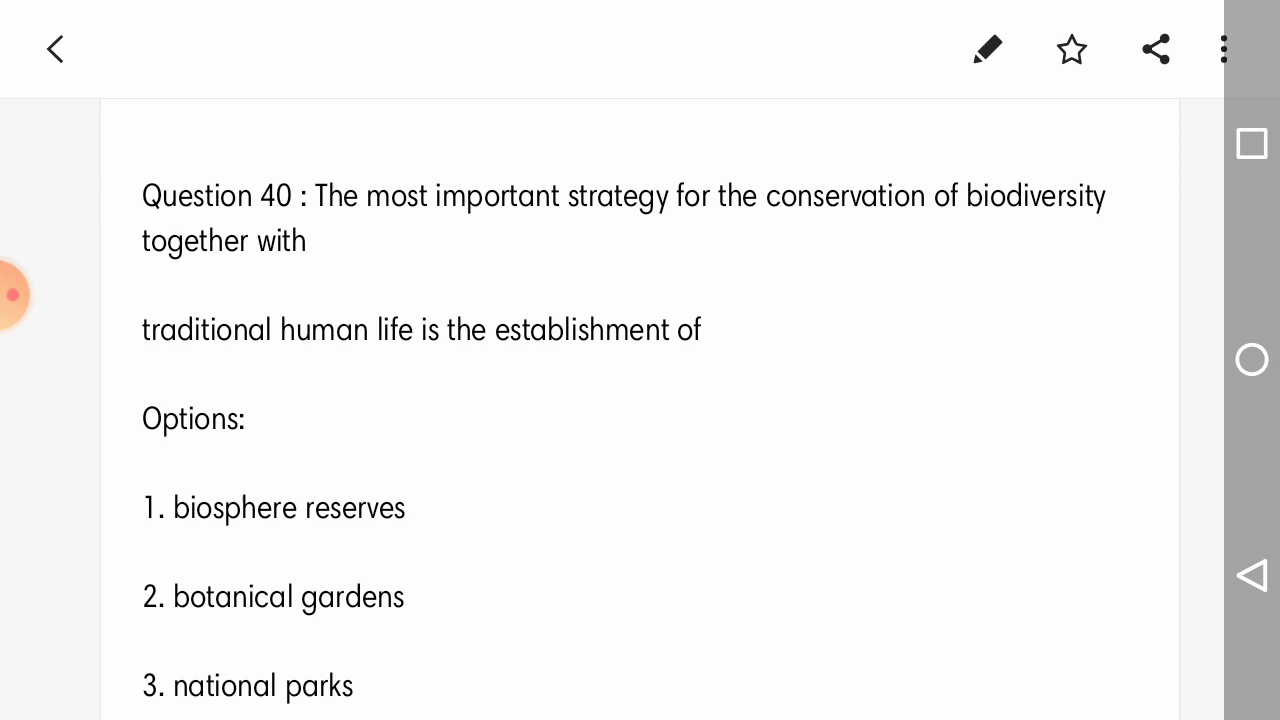 Question 40 : The most important strategy for the conservation of biodiversity
together with
traditional human life is the establishment of
Options:
1. biosphere reserves
2. botanical gardens
3. national parks